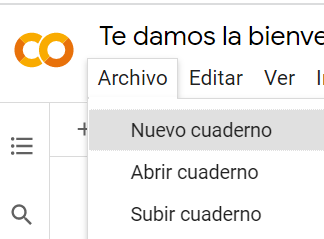 Te damos la bienve
Archivo Editar Ver I
+
Nuevo cuaderno
Abrir cuaderno
Subir cuaderno